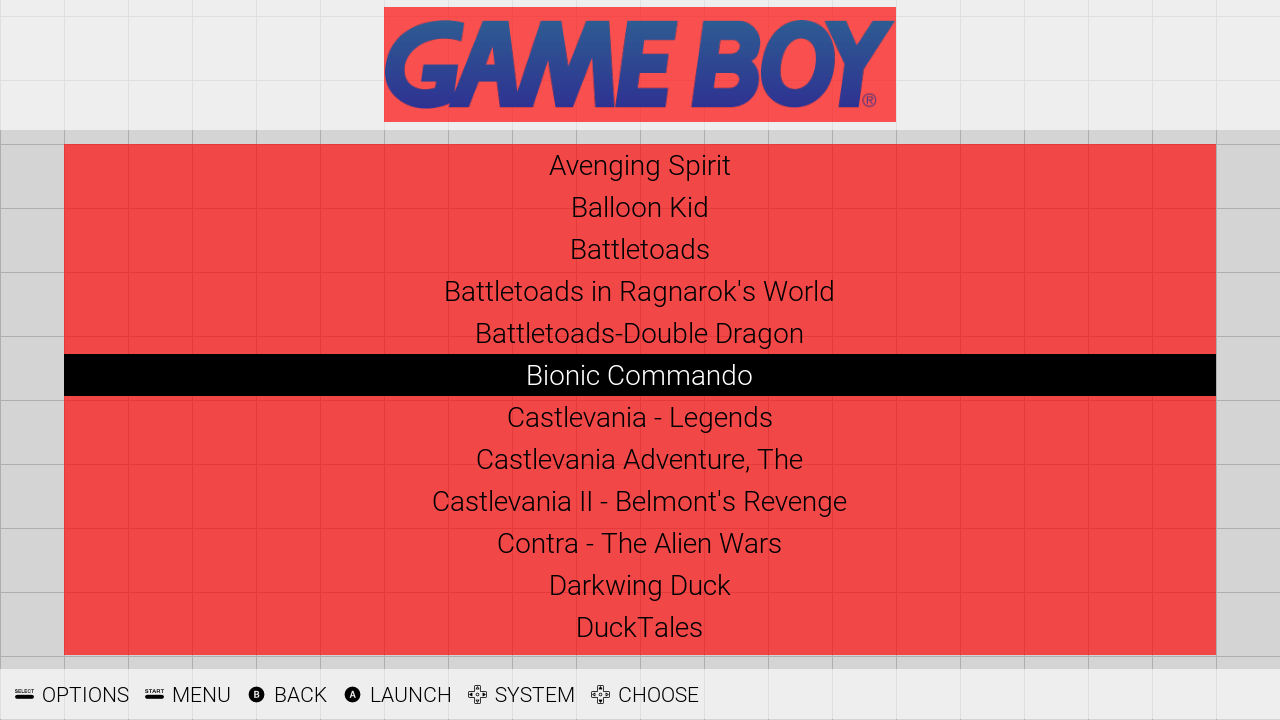 GAME BOY®
Avenging Spirit
Balloon Kid
Battletoads
Battletoads in Ragnarok's World
Battletoads-Double Dragon
Bionic Commando
Castlevania - Legends
Castlevania Adventure, The
Castlevania II - Belmont's Revenge
Contra - The Alien Wars
Darkwing Duck
DuckTales
SELECT OPTIONS START MENU B BACK A LAUNCH SYSTEM CHOOSE